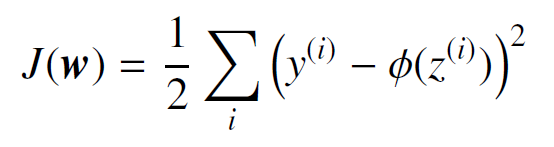 J(w) = 1/2 ∑_i (y^(i) − ϕ(z^(i)))^2